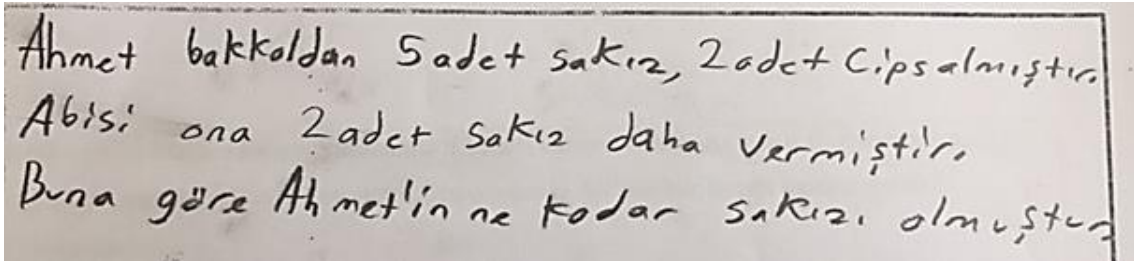 Ahmet bakkaldan 5 adet sakız, 2 adet Cips almıştır.
Abisi ona 2 adet sakız daha vermiştir.
Buna göre Ahmet'in ne kadar sakızı olmuştur